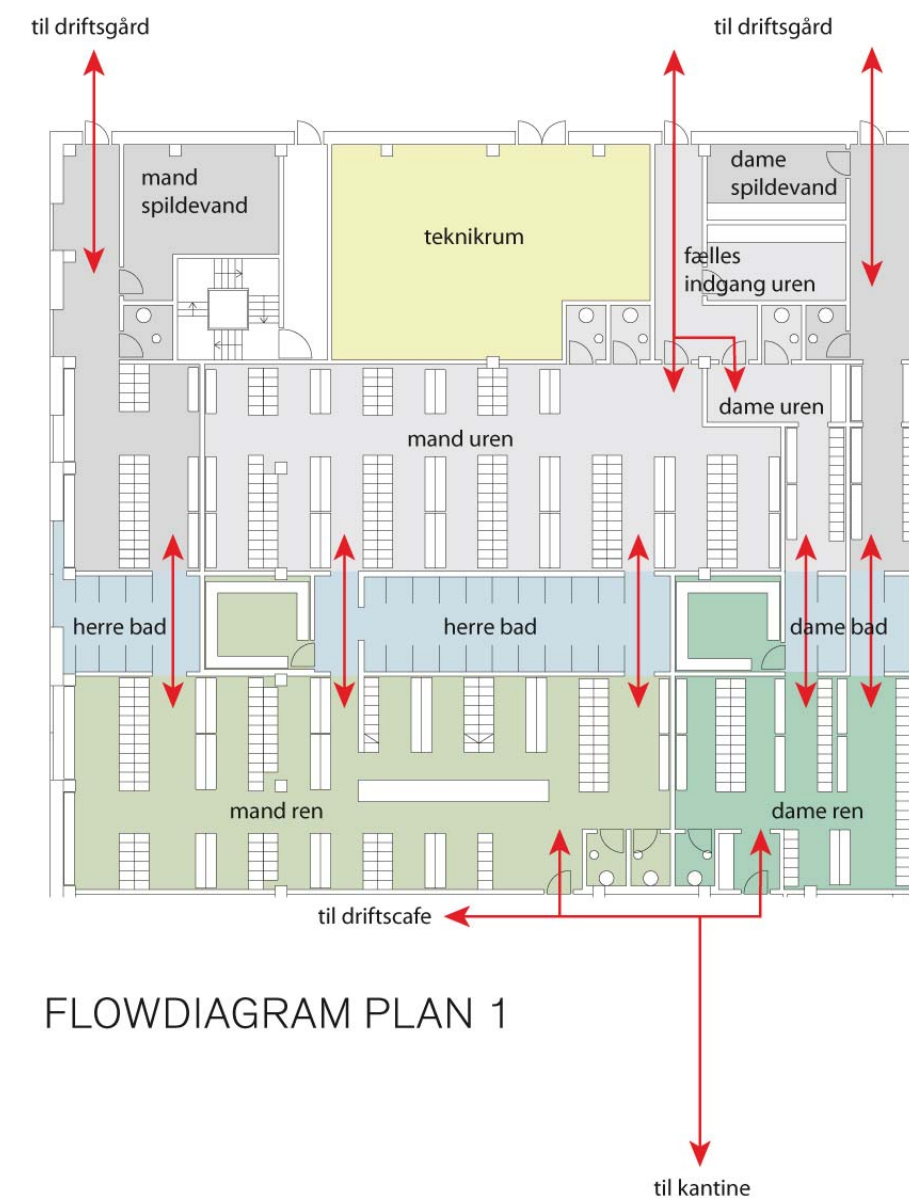 til driftsgård
til driftsgård
mand
spildevand
dame
spildevand
teknikrum
fælles
indgang uren
dame uren
mand uren
herre bad
herre bad
dame bad
mand ren
dame ren
til driftscafe
FLOWDIAGRAM PLAN 1
til kantine